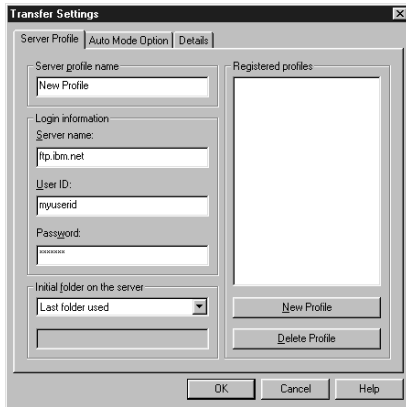 Transfer Settings
Server Profile Auto Mode Option Details
Server profile name
New Profile
Login information
Server name:
ftp.ibm.net
User ID:
myuserid
Password:
*******
Initial folder on the server
Last folder used
Registered profiles
New Profile
Delete Profile
OK Cancel Help